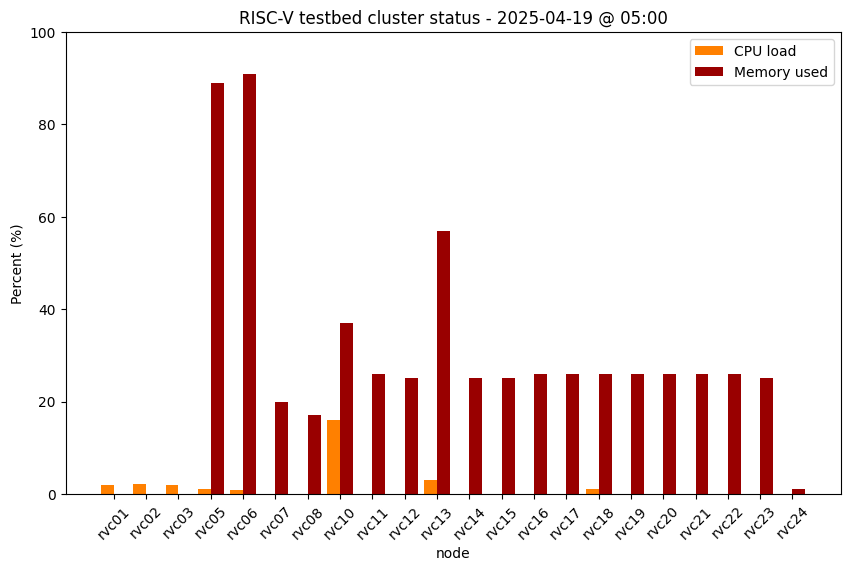 RISC-V testbed cluster status - 2025-04-19 @ 05:00
CPU load
Memory used
Percent (%)
100
80
60
40
20
0
rvc01 rvc02 rvc03 rvc05 rvc06 rvc07 rvc08 rvc10 rvc11 rvc12 rvc13 rvc14 rvc15 rvc16 rvc17 rvc18 rvc19 rvc20 rvc21 rvc22 rvc23 rvc24
node